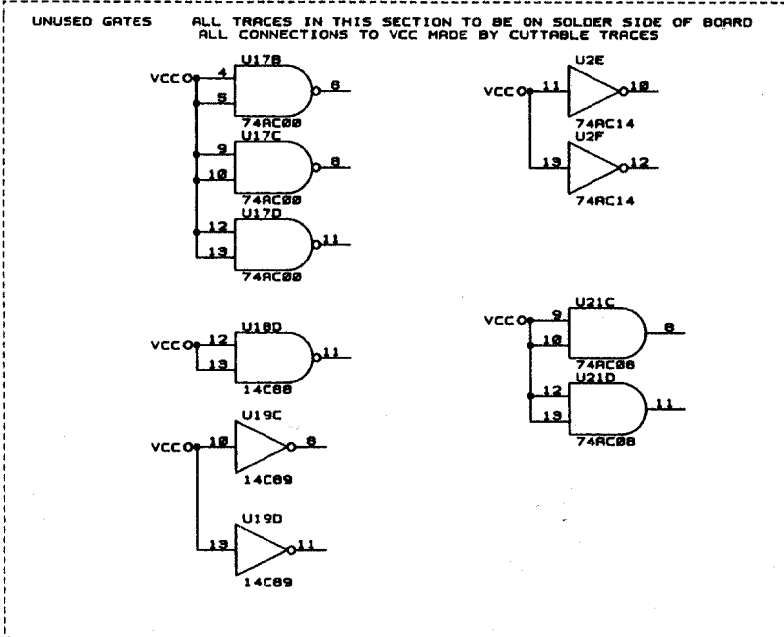 UNUSED GATES ALL TRACES IN THIS SECTION TO BE ON SOLDER SIDE OF BOARD
ALL CONNECTIONS TO VCC MADE BY CUTTABLE TRACES
U17B
VCC 4 6
5
74AC00
U17C
9 8
10
74AC00
U17D
12 11
13
74AC00
U2E
VCC 11 10
74AC14
U2F
13 12
74AC14
U18D
VCC 12 11
13
14C88
U21C
VCC 9 8
10
74AC08
U21D
12 11
13
74AC08
U19C
VCC 10 8
14C89
U19D
13 11
14C89